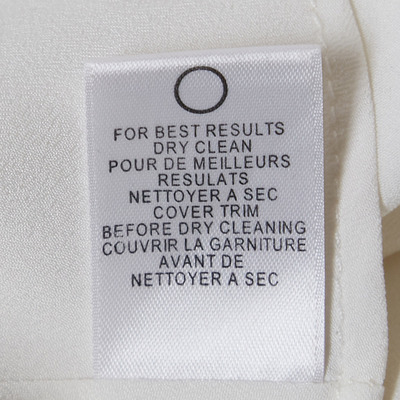 FOR BEST RESULTS
DRY CLEAN
POUR DE MEILLEURS
RESULATS
NETTOYER A SEC
COVER TRIM
BEFORE DRY CLEANING
COUVRIR LA GARNITURE
AVANT DE
NETTOYER A SEC